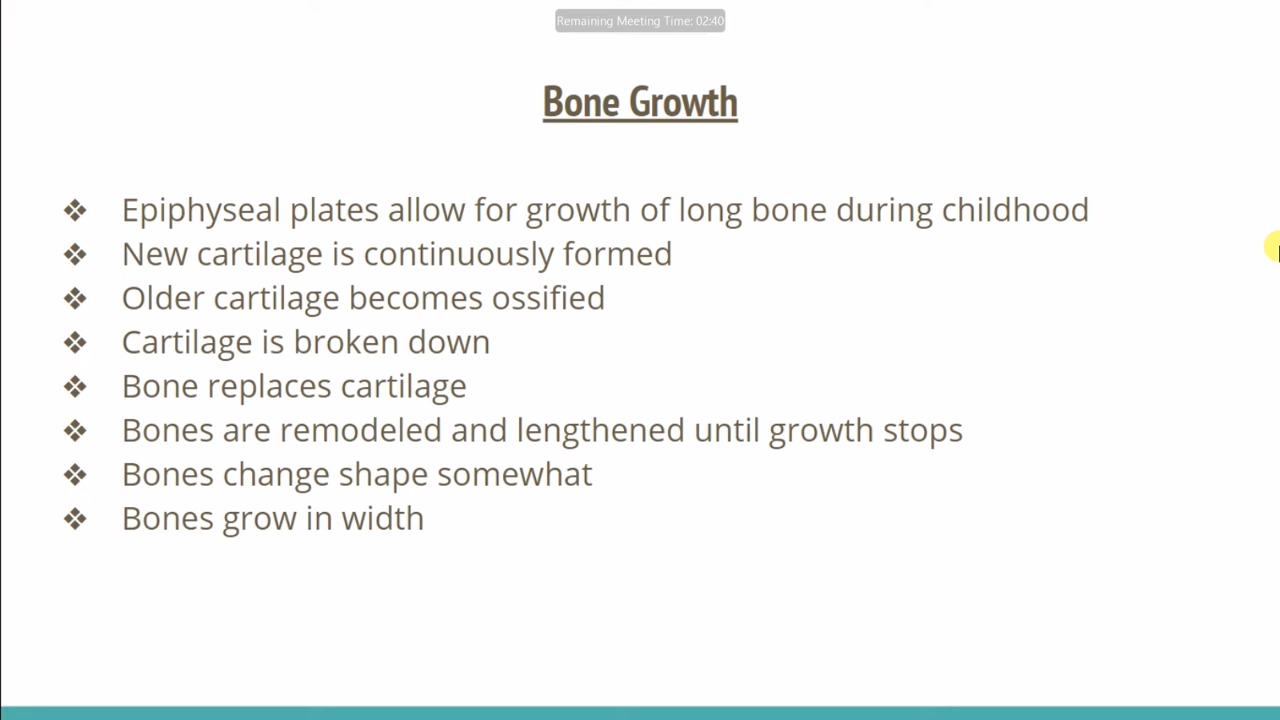 Remaining Meeting Time: 02:40
Bone Growth
❖ Epiphyseal plates allow for growth of long bone during childhood
❖ New cartilage is continuously formed
❖ Older cartilage becomes ossified
❖ Cartilage is broken down
❖ Bone replaces cartilage
❖ Bones are remodeled and lengthened until growth stops
❖ Bones change shape somewhat
❖ Bones grow in width